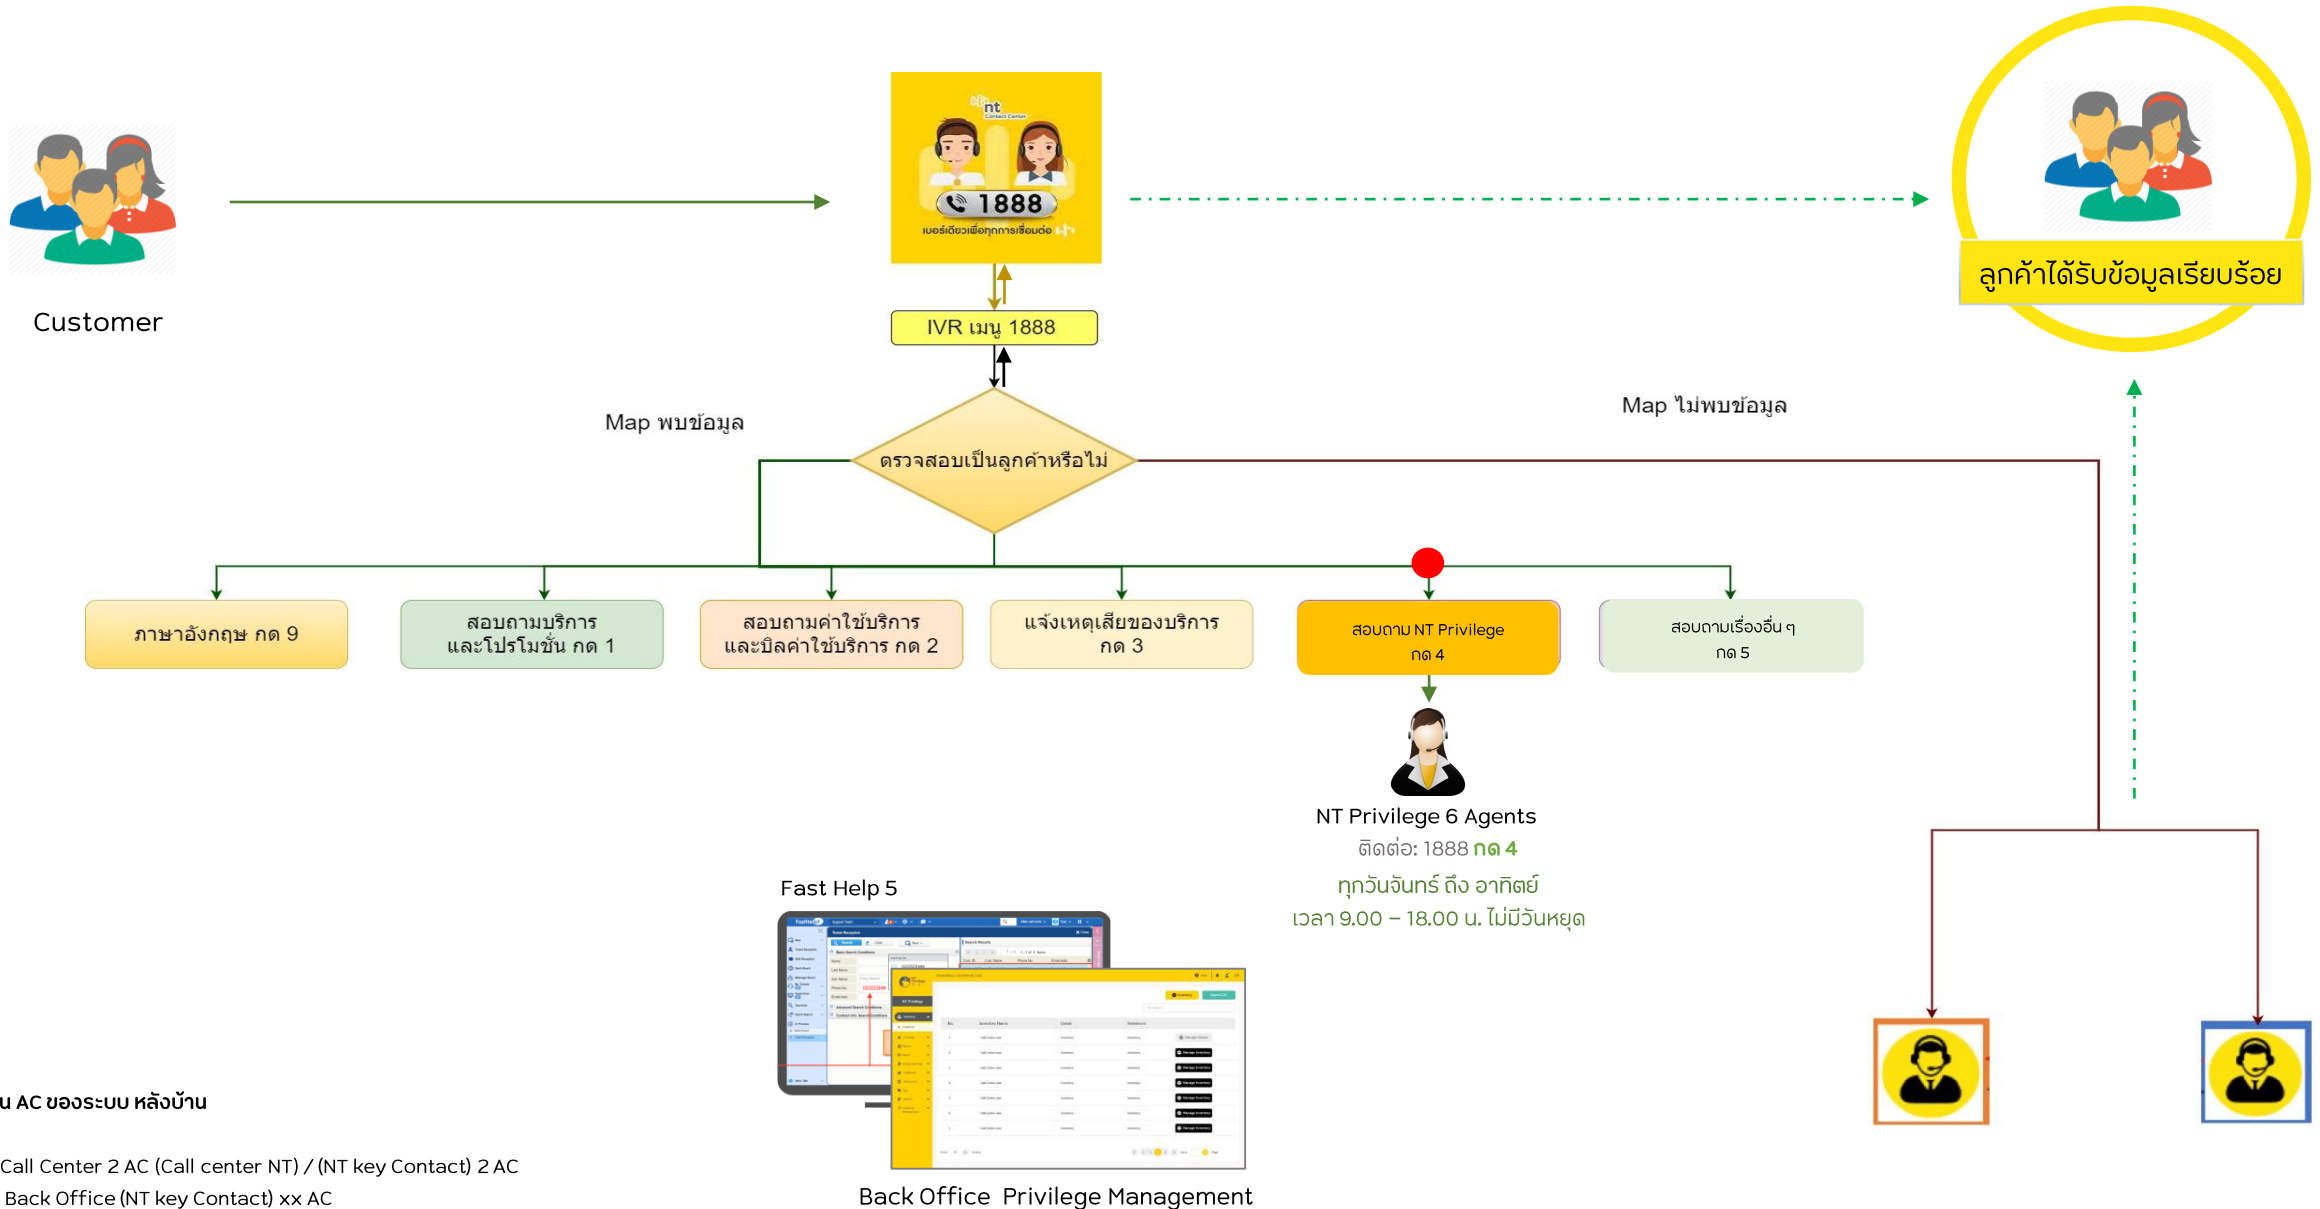 nt
Contact Center
1888
เบอร์เดียวเพื่อทุกการเชื่อมต่อ
Customer
ลูกค้าได้รับข้อมูลเรียบร้อย
IVR เมนู 1888
Map พบข้อมูล
Map ไม่พบข้อมูล
ตรวจสอบเป็นลูกค้าหรือไม่
ภาษาอังกฤษ กด 9
สอบถามบริการ
และโปรโมชั่น กด 1
สอบถามค่าใช้บริการ
และบิลค่าใช้บริการ กด 2
แจ้งเหตุเสียของบริการ
กด 3
สอบถาม NT Privilege
กด 4
สอบถามเรื่องอื่น ๆ
กด 5
NT Privilege 6 Agents
ติดต่อ: 1888 กด 4
ทุกวันจันทร์ ถึง อาทิตย์
เวลา 9.00 – 18.00 น. ไม่มีวันหยุด
Fast Help 5
Back Office Privilege Management
น AC ของระบบ หลังบ้าน
Call Center 2 AC (Call center NT) / (NT key Contact) 2 AC
Back Office (NT key Contact) xx AC